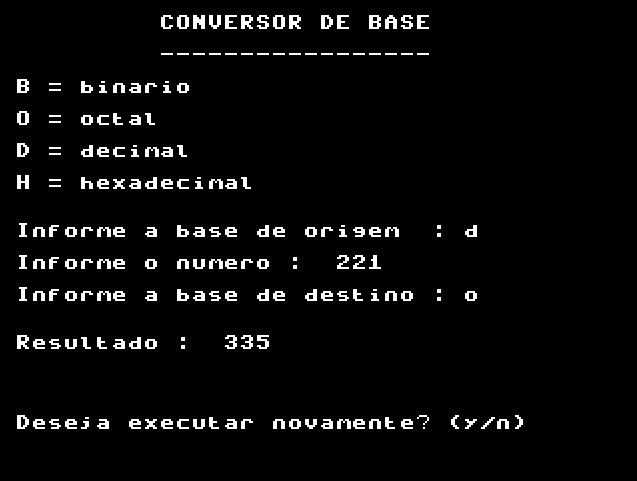 CONVERSOR DE BASE
-----------------
B = binario
O = octal
D = decimal
H = hexadecimal
Informe a base de origem  : d
Informe o numero :  221
Informe a base de destino : o
Resultado :  335
Deseja executar novamente? (y/n)